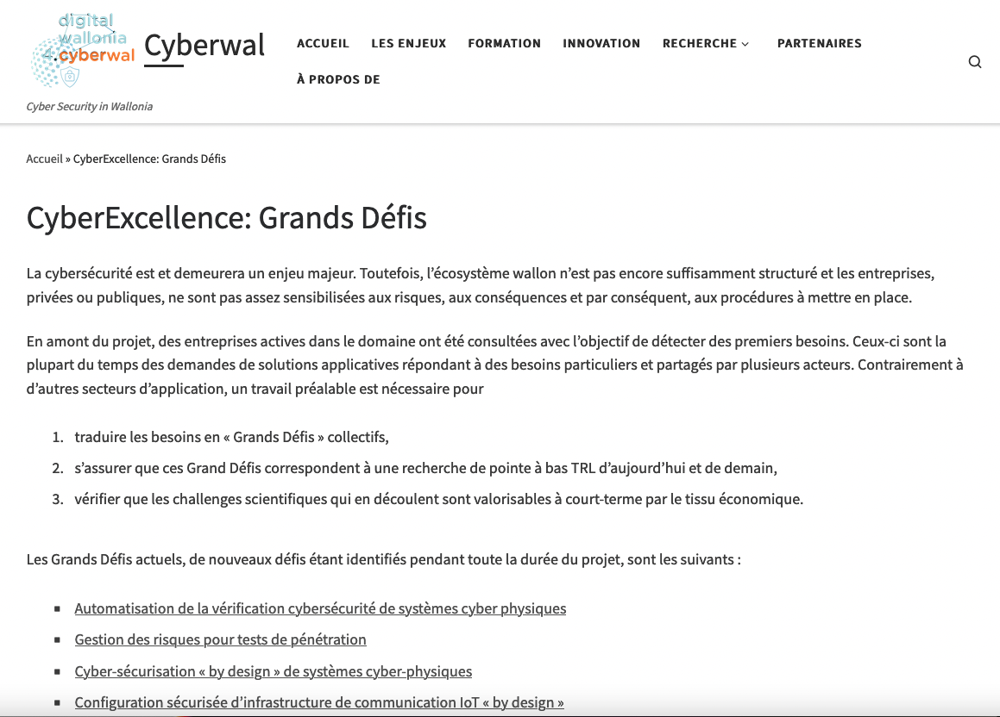 digital
wallonia
4.cyberwal
Cyberwal
ACCUEIL LES ENJEUX FORMATION INNOVATION RECHERCHE PARTENAIRES
À PROPOS DE
Cyber Security in Wallonia
Accueil » CyberExcellence: Grands Défis
CyberExcellence: Grands Défis
La cybersécurité est et demeurera un enjeu majeur. Toutefois, l’écosystème wallon n’est pas encore suffisamment structuré et les entreprises,
privées ou publiques, ne sont pas assez sensibilisées aux risques, aux conséquences et par conséquent, aux procédures à mettre en place.
En amont du projet, des entreprises actives dans le domaine ont été consultées avec l’objectif de détecter des premiers besoins. Ceux-ci sont la
plupart du temps des demandes de solutions applicatives répondant à des besoins particuliers et partagés par plusieurs acteurs. Contrairement à
d’autres secteurs d’application, un travail préalable est nécessaire pour
1. traduire les besoins en « Grands Défis » collectifs,
2. s’assurer que ces Grand Défis correspondent à une recherche de pointe à bas TRL d’aujourd’hui et de demain,
3. vérifier que les challenges scientifiques qui en découlent sont valorisables à court-terme par le tissu économique.
Les Grands Défis actuels, de nouveaux défis étant identifiés pendant toute la durée du projet, sont les suivants :
▪ Automatisation de la vérification cybersécurité de systèmes cyber physiques
▪ Gestion des risques pour tests de pénétration
▪ Cyber-sécurisation « by design » de systèmes cyber-physiques
▪ Configuration sécurisée d’infrastructure de communication IoT « by design »